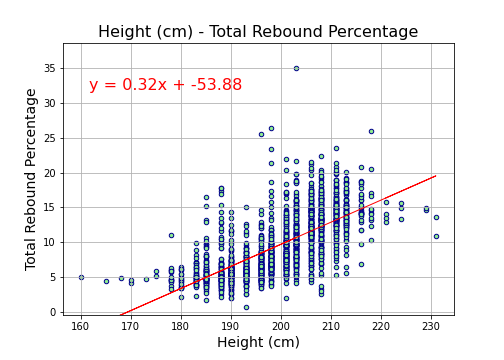 Height (cm) - Total Rebound Percentage
y = 0.32x + -53.88
Total Rebound Percentage
35
30
25
20
15
10
5
0
160 170 180 190 200 210 220 230
Height (cm)